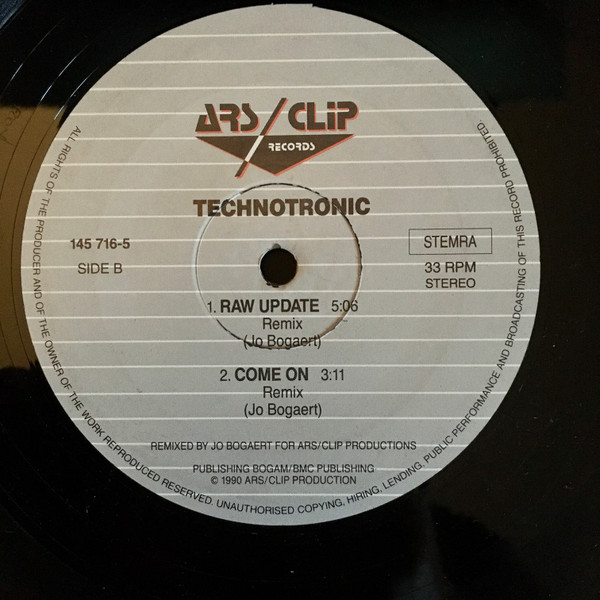 ARS/CLIP
RECORDS
TECHNOTRONIC
145 716-5
SIDE B
STEMRA
33 RPM
STEREO
1. RAW UPDATE 5:06
Remix
(Jo Bogaert)
2. COME ON 3:11
Remix
(Jo Bogaert)
REMIXED BY JO BOGAERT FOR ARS/CLIP PRODUCTIONS
PUBLISHING BOGAM/BMC PUBLISHING
© 1990 ARS/CLIP PRODUCTION
ALL RIGHTS OF THE PRODUCER AND OF THE OWNER OF THE WORK REPRODUCED RESERVED. UNAUTHORISED COPYING, HIRING, LENDING, PUBLIC PERFORMANCE AND BROADCASTING OF THIS RECORD PROHIBITED.